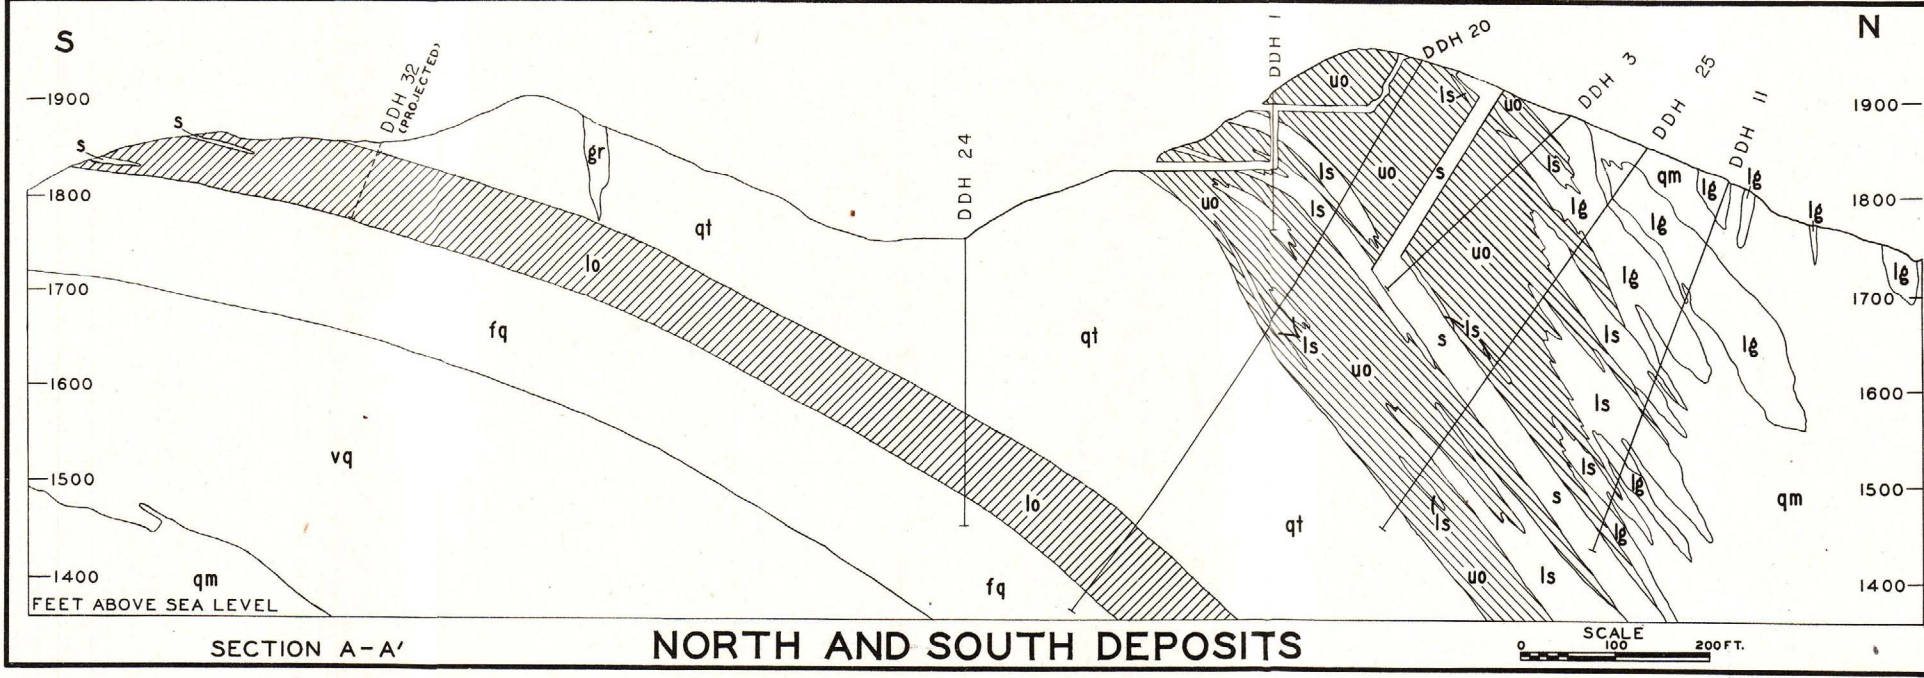 S
N
DDH 32
(PROJECTED)
DDH 24
DDH 1
DDH 20
DDH 3
DDH 25
DDH 11
1900
1800
1700
1600
1500
1400
FEET ABOVE SEA LEVEL
s
s
gr
qt
lo
fq
vq
qm
lo
fq
qt
qt
uo
uo
ls
ls
uo
ls
s
uo
ls
lg
qm
lg
lg
lg
lg
lg
lg
lg
uo
uo
ls
ls
s
ls
ls
ls
s
lg
lg
ls
uo
ls
uo
qm
1900
1800
1700
1600
1500
1400
SECTION A-A'
NORTH AND SOUTH DEPOSITS
SCALE
0 100 200 FT.